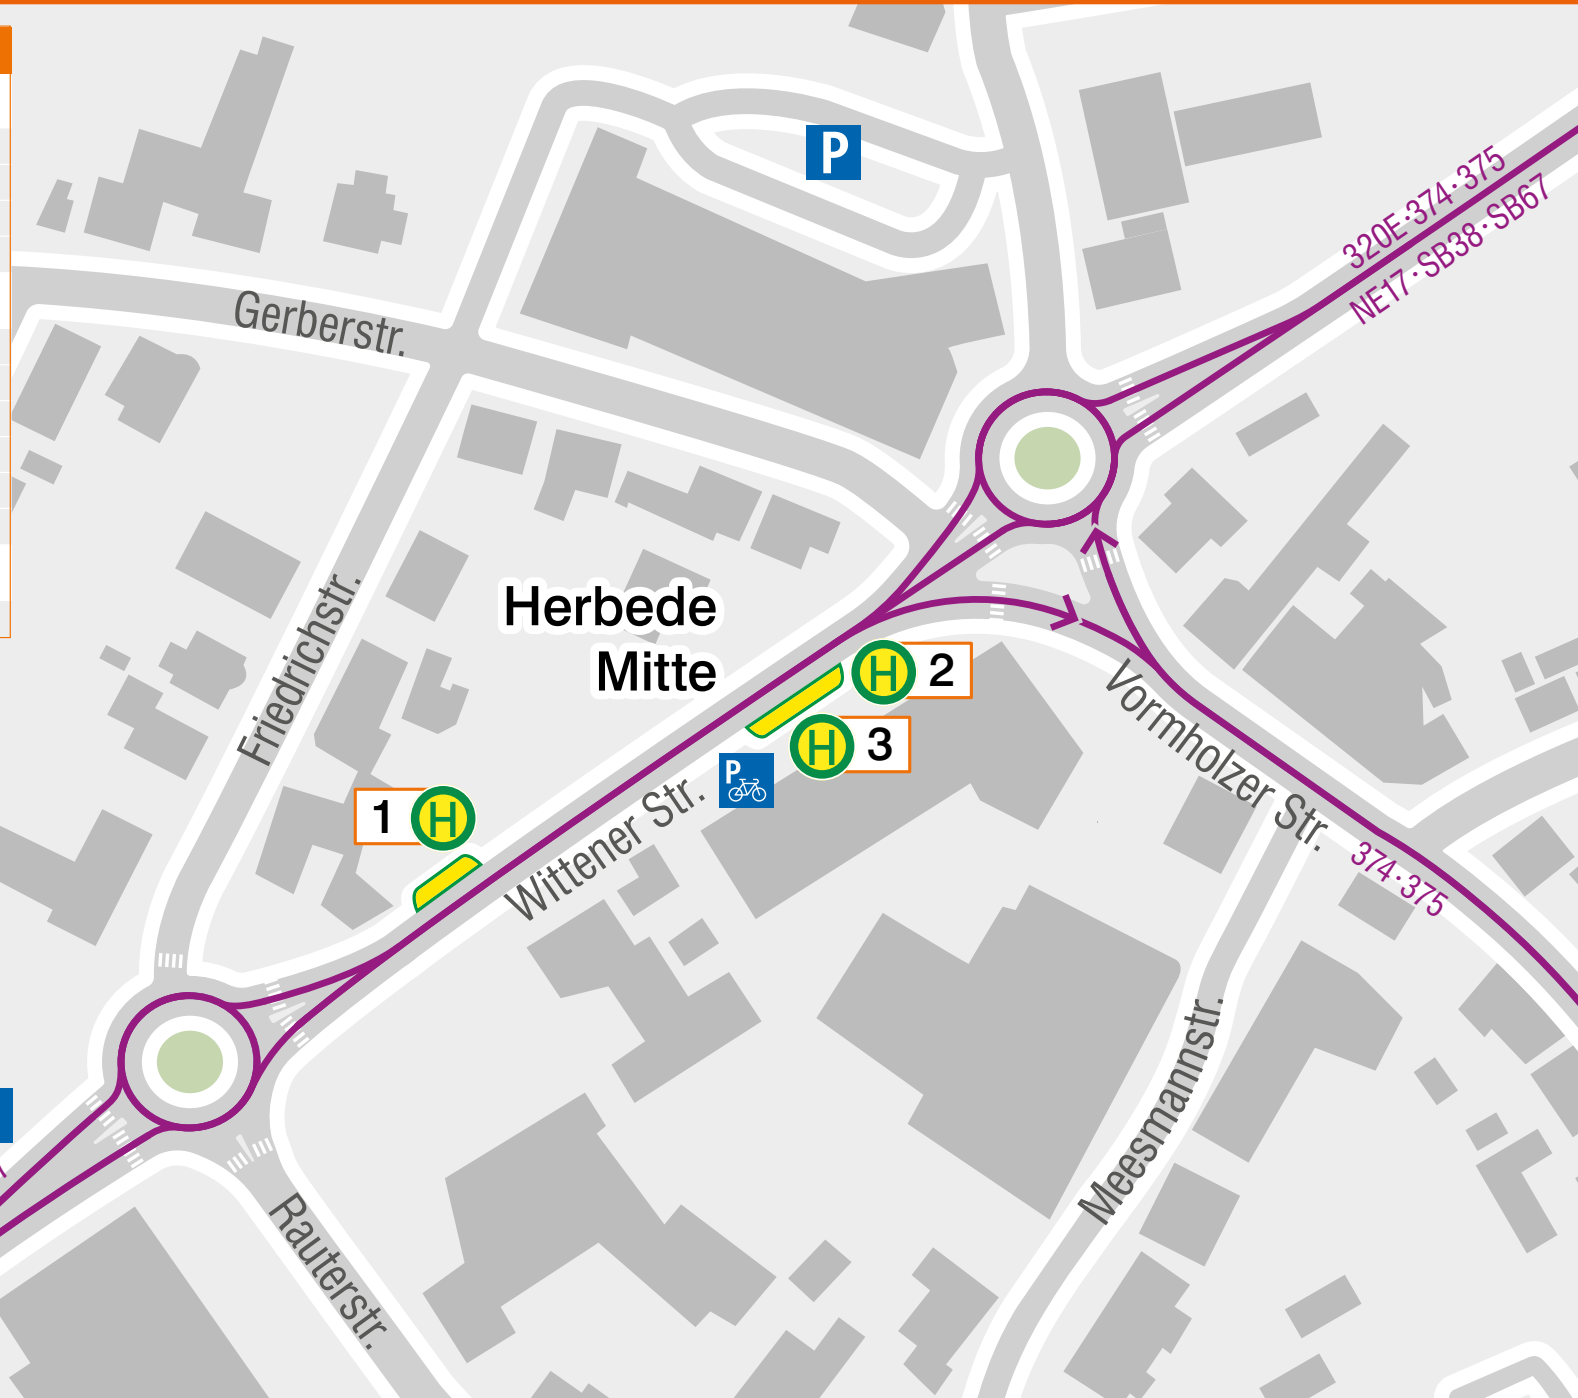 P
320E·374·375
NE17·SB38·SB67
Gerberstr.
Friedrichstr.
Herbede
Mitte
H 2
H 3
P
1 H
Wittener Str.
Vormholzer Str.
374·375
Meesmannstr.
Rauterstr.